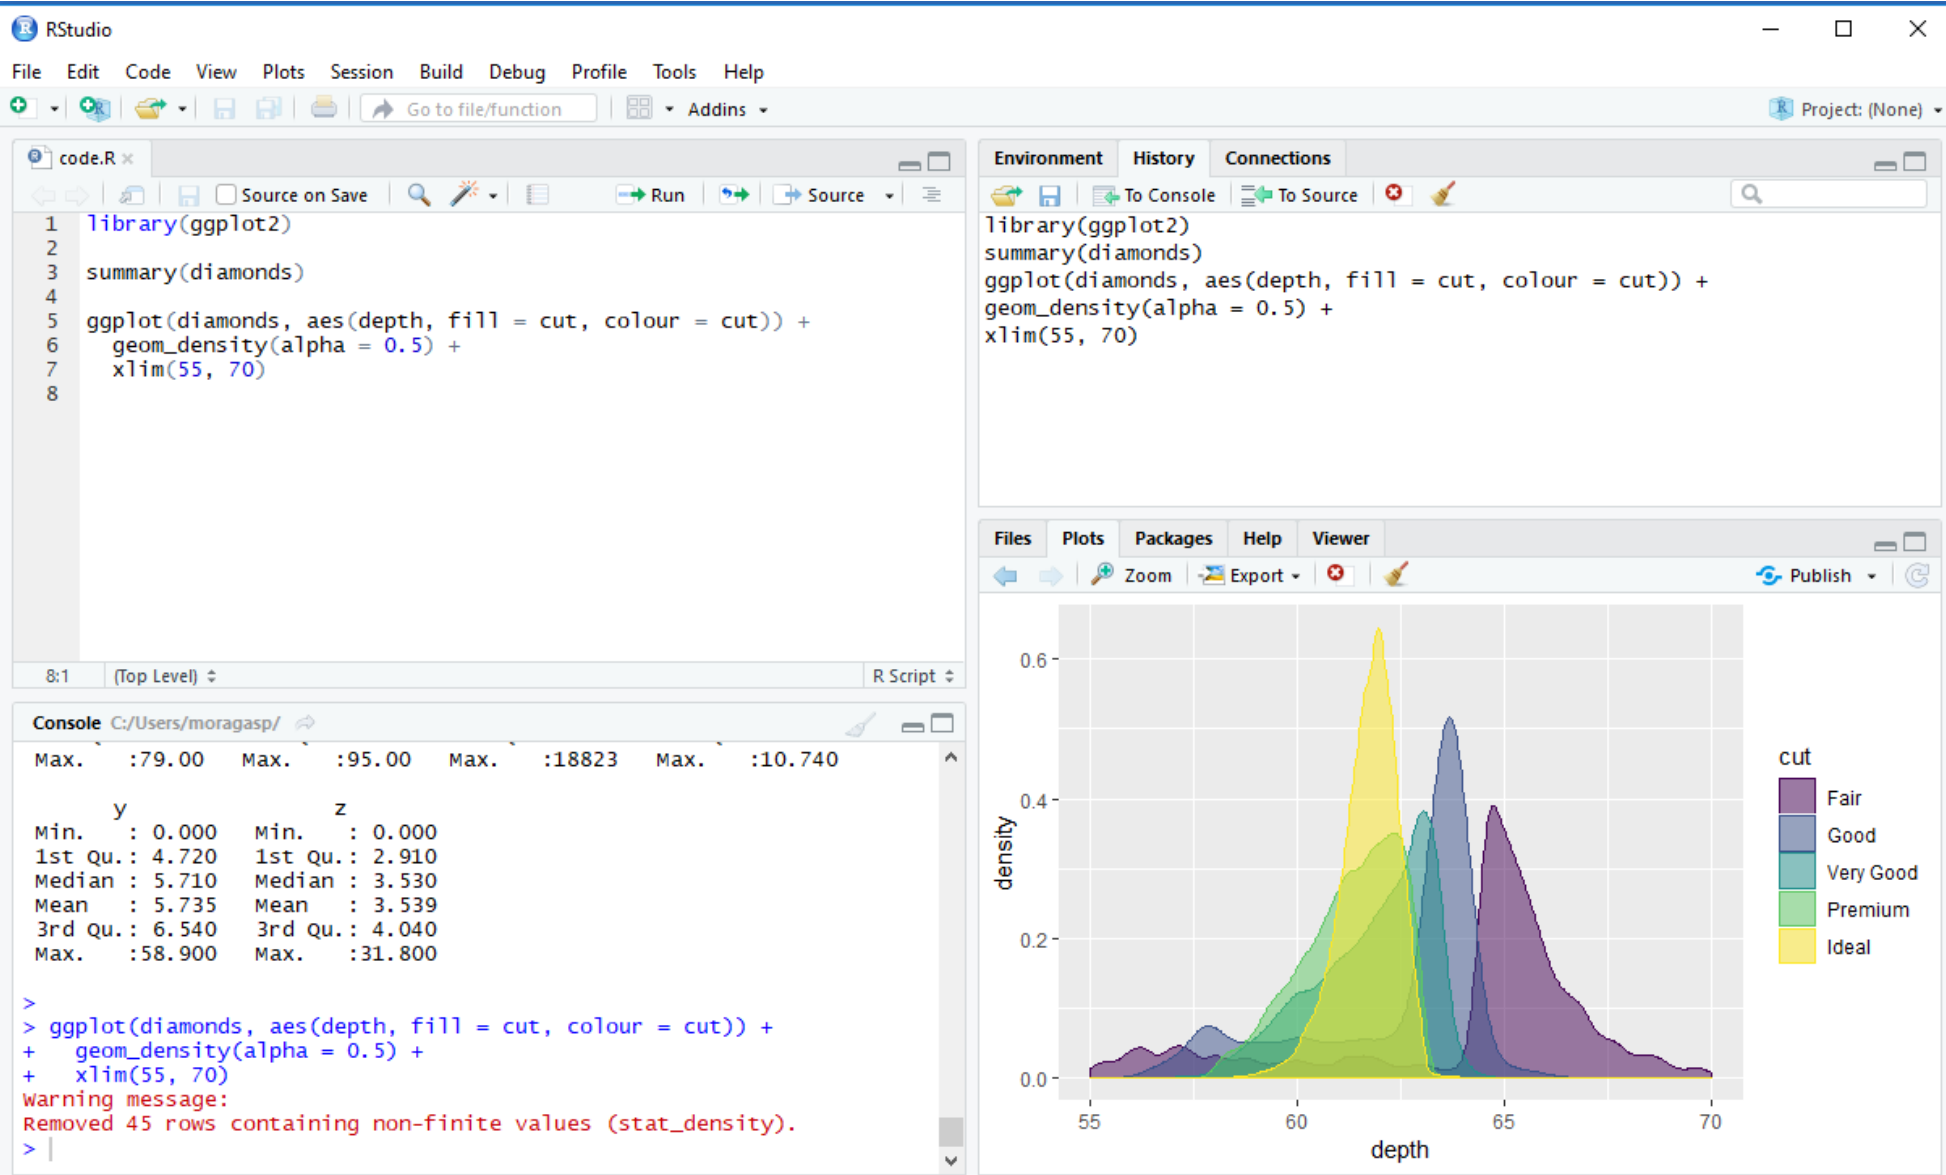 RStudio
File Edit Code View Plots Session Build Debug Profile Tools Help
Go to file/function Addins Project: (None)
code.R
Source on Save Run Source
1 library(ggplot2)
2
3 summary(diamonds)
4
5 ggplot(diamonds, aes(depth, fill = cut, colour = cut)) +
6 geom_density(alpha = 0.5) +
7 xlim(55, 70)
8
8:1 (Top Level) R Script
Console C:/Users/moragasp/
Max. :79.00 Max. :95.00 Max. :18823 Max. :10.740
y z
Min. : 0.000 Min. : 0.000
1st Qu.: 4.720 1st Qu.: 2.910
Median : 5.710 Median : 3.530
Mean : 5.735 Mean : 3.539
3rd Qu.: 6.540 3rd Qu.: 4.040
Max. :58.900 Max. :31.800
>
> ggplot(diamonds, aes(depth, fill = cut, colour = cut)) +
+ geom_density(alpha = 0.5) +
+ xlim(55, 70)
Warning message:
Removed 45 rows containing non-finite values (stat_density).
>
Environment History Connections
To Console To Source
library(ggplot2)
summary(diamonds)
ggplot(diamonds, aes(depth, fill = cut, colour = cut)) +
geom_density(alpha = 0.5) +
xlim(55, 70)
Files Plots Packages Help Viewer
Zoom Export Publish
0.6
0.4
0.2
0.0
density
55 60 65 70
depth
cut
Fair
Good
Very Good
Premium
Ideal